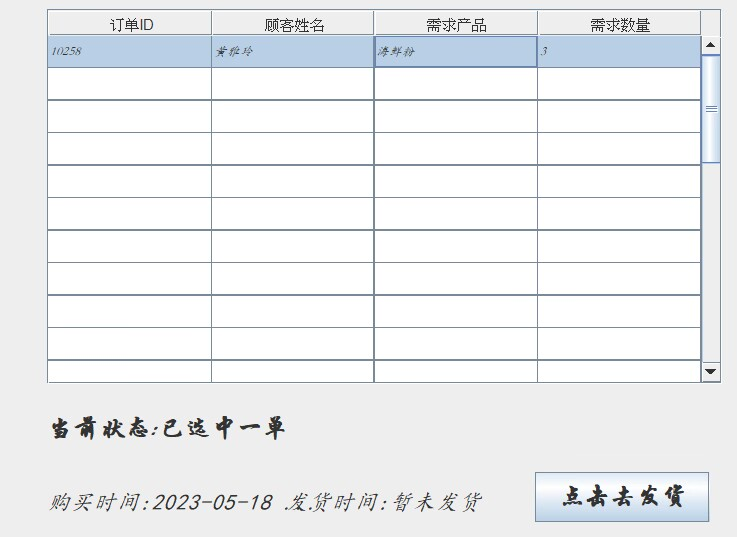 订单ID 顾客姓名 需求产品 需求数量
10258 黄雅玲 海鲜粉 3
当前状态:已选中一单
购买时间:2023-05-18 .发货时间:暂未发货
点击去发货